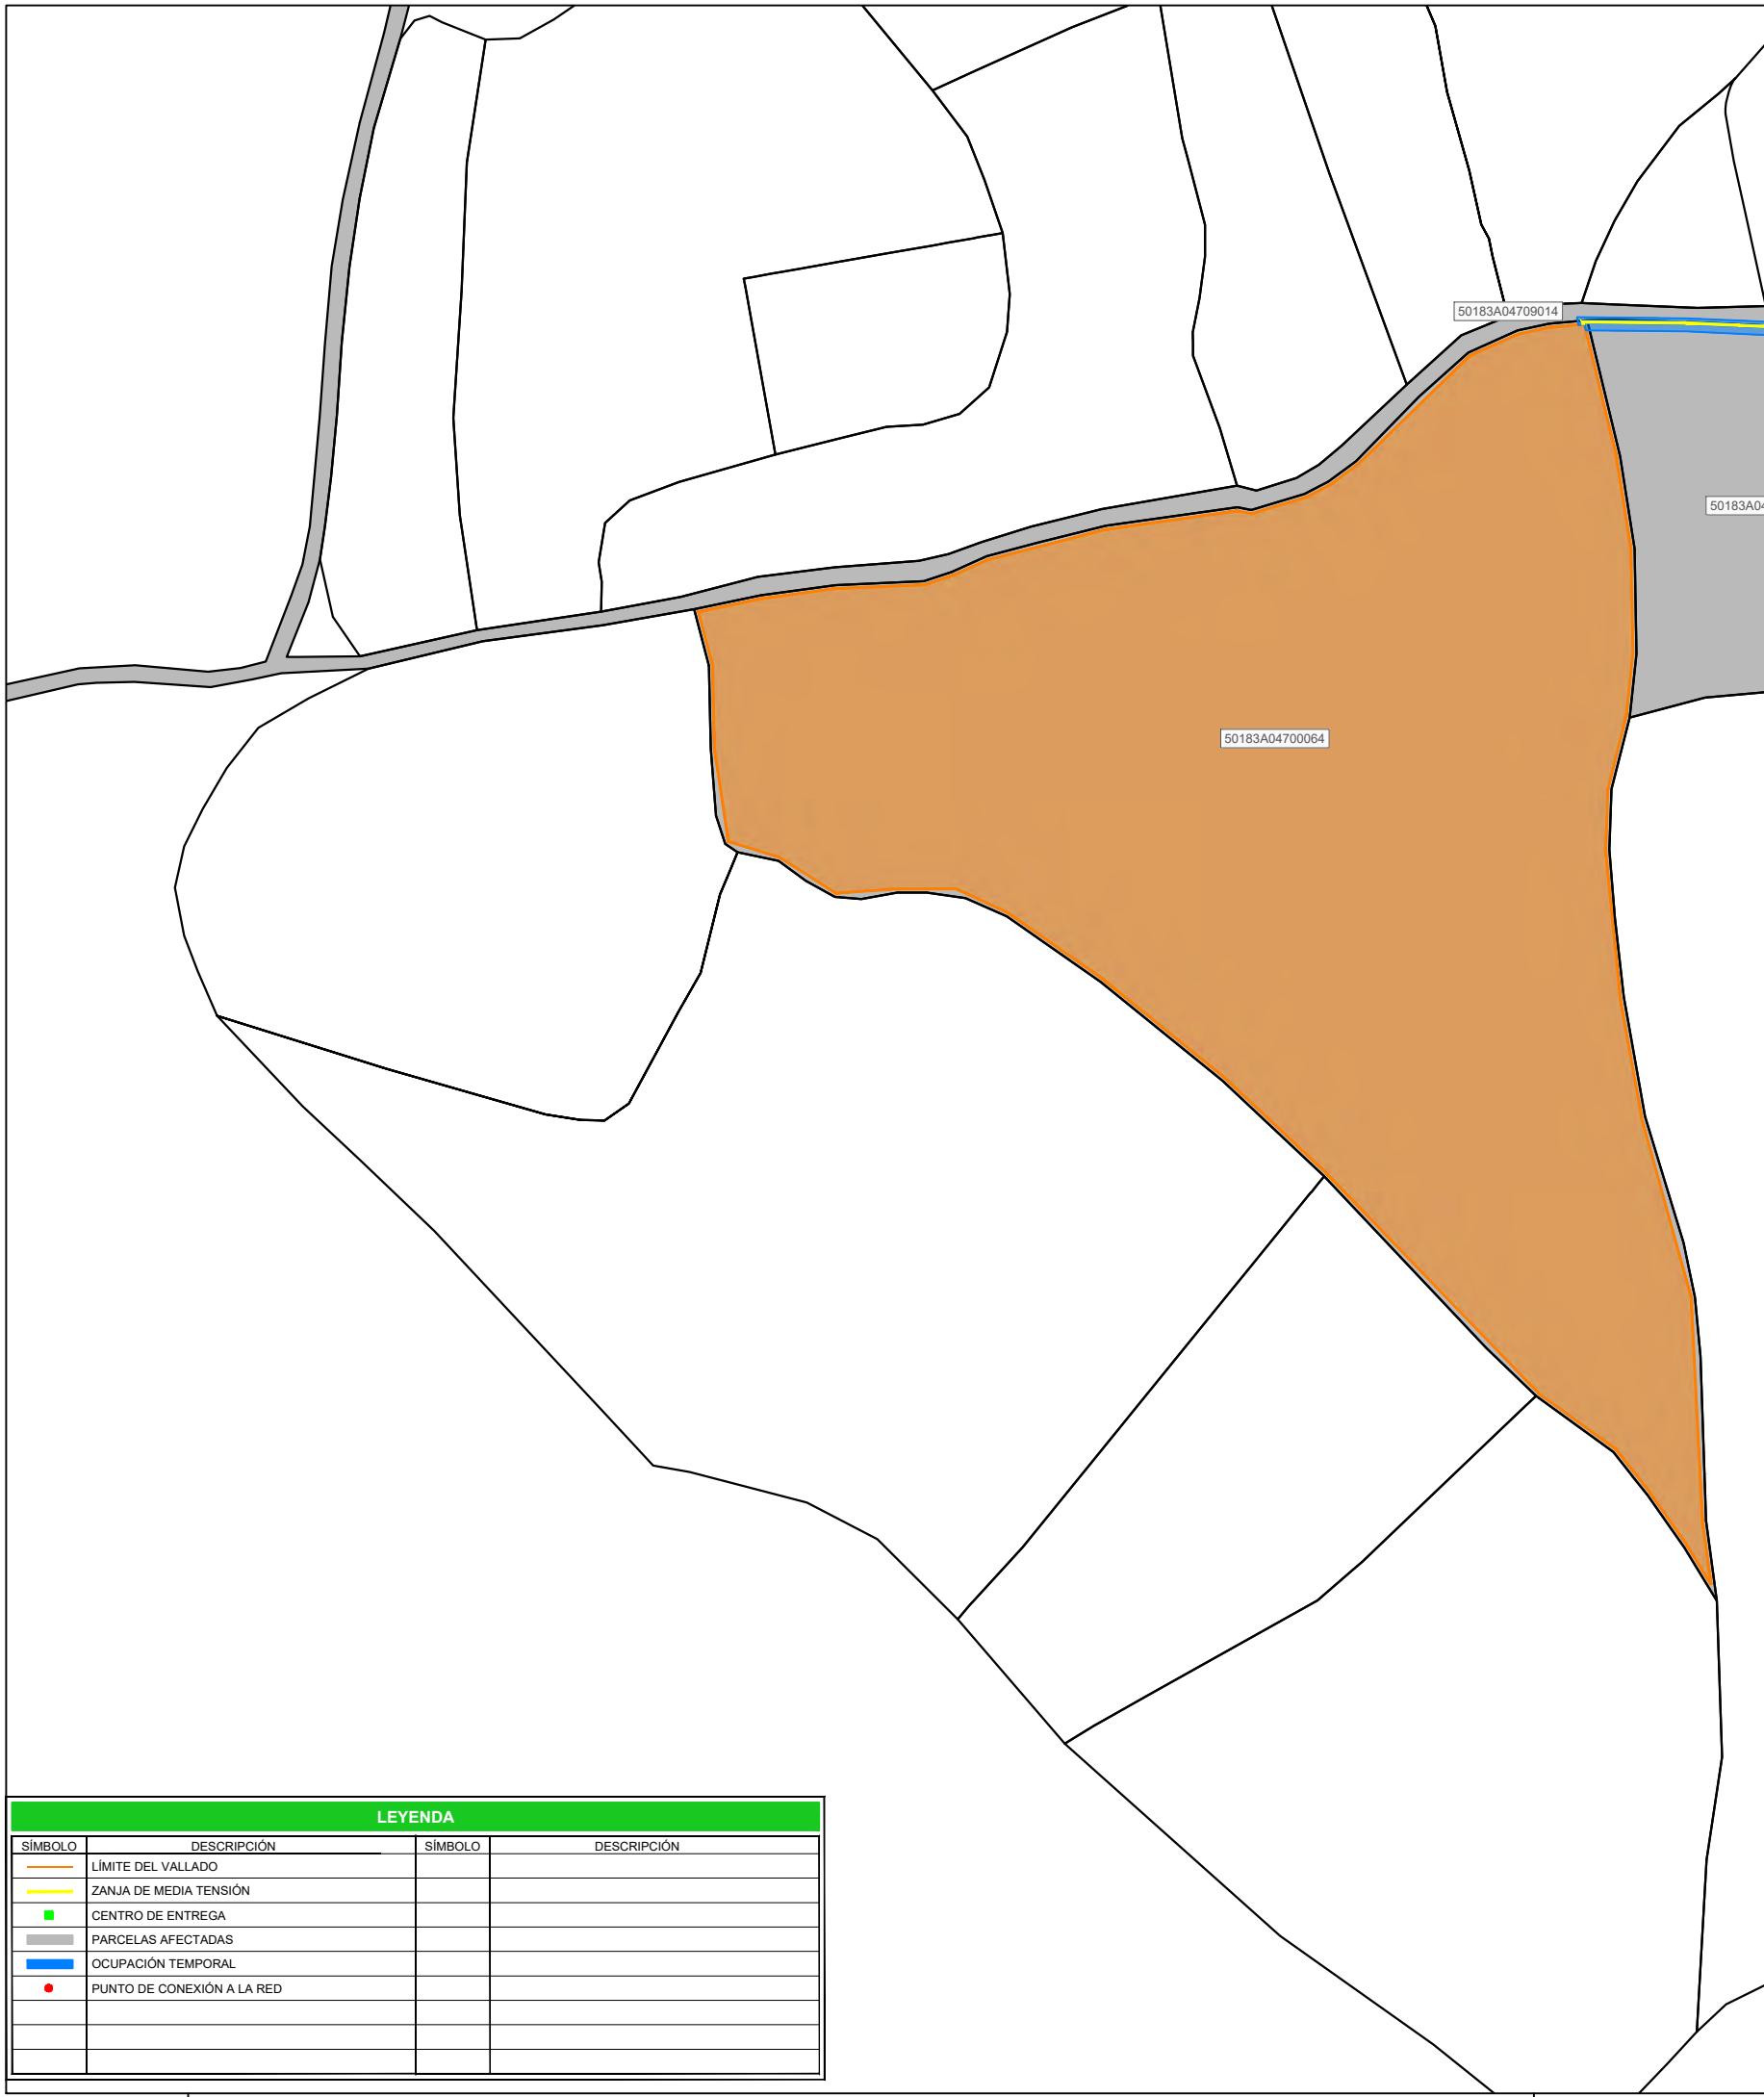 50183A04709014
50183A04
50183A04700064
LEYENDA
SÍMBOLO DESCRIPCIÓN SÍMBOLO DESCRIPCIÓN
LÍMITE DEL VALLADO
ZANJA DE MEDIA TENSIÓN
CENTRO DE ENTREGA
PARCELAS AFECTADAS
OCUPACIÓN TEMPORAL
PUNTO DE CONEXIÓN A LA RED